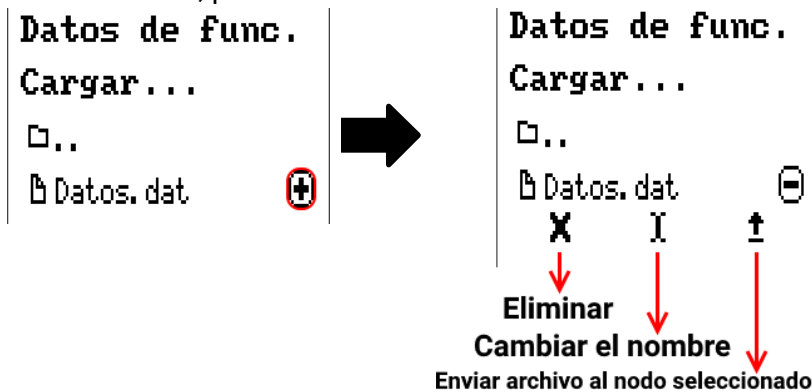 Datos de func.
Cargar...
..
Datos.dat
Datos de func.
Cargar...
..
Datos.dat
Eliminar
Cambiar el nombre
Enviar archivo al nodo seleccionado